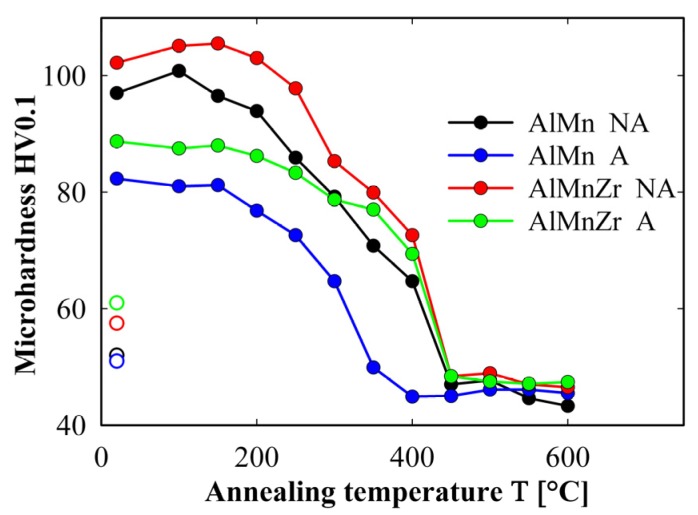 Microhardness HV0.1
100
80
60
40
0
200
400
600
Annealing temperature T [°C]
AlMn NA
AlMn A
AlMnZr NA
AlMnZr A